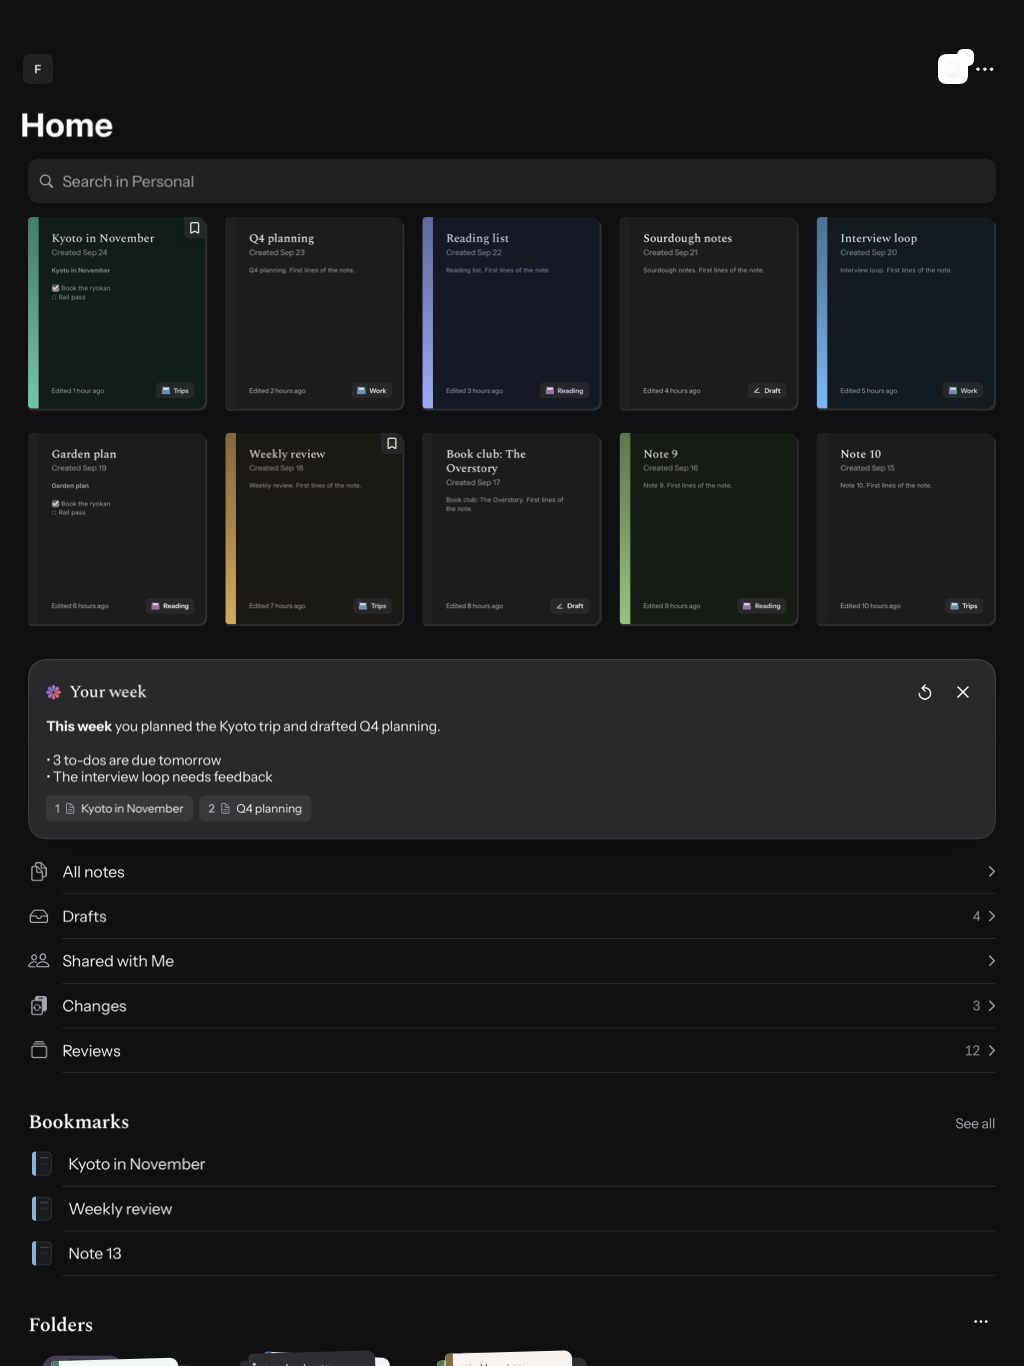 F
Home
Search in Personal
Kyoto in November
Created Sep 24
Kyoto in November
Book the ryokan
Rail pass
Edited 1 hour ago
Trips
Q4 planning
Created Sep 23
Q4 planning. First lines of the note.
Edited 2 hours ago
Work
Reading list
Created Sep 22
Reading list. First lines of the note.
Edited 3 hours ago
Reading
Sourdough notes
Created Sep 21
Sourdough notes. First lines of the note.
Edited 4 hours ago
Draft
Interview loop
Created Sep 20
Interview loop. First lines of the note.
Edited 5 hours ago
Work
Garden plan
Created Sep 19
Garden plan
Book the ryokan
Rail pass
Edited 6 hours ago
Reading
Weekly review
Created Sep 18
Weekly review. First lines of the note.
Edited 7 hours ago
Trips
Book club: The
Overstory
Created Sep 17
Book club: The Overstory. First lines of
the note.
Edited 8 hours ago
Draft
Note 9
Created Sep 16
Note 9. First lines of the note.
Edited 9 hours ago
Reading
Note 10
Created Sep 15
Note 10. First lines of the note.
Edited 10 hours ago
Trips
Your week
This week you planned the Kyoto trip and drafted Q4 planning.
• 3 to-dos are due tomorrow
• The interview loop needs feedback
1 Kyoto in November 2 Q4 planning
All notes
Drafts 4
Shared with Me
Changes 3
Reviews 12
Bookmarks See all
Kyoto in November
Weekly review
Note 13
Folders